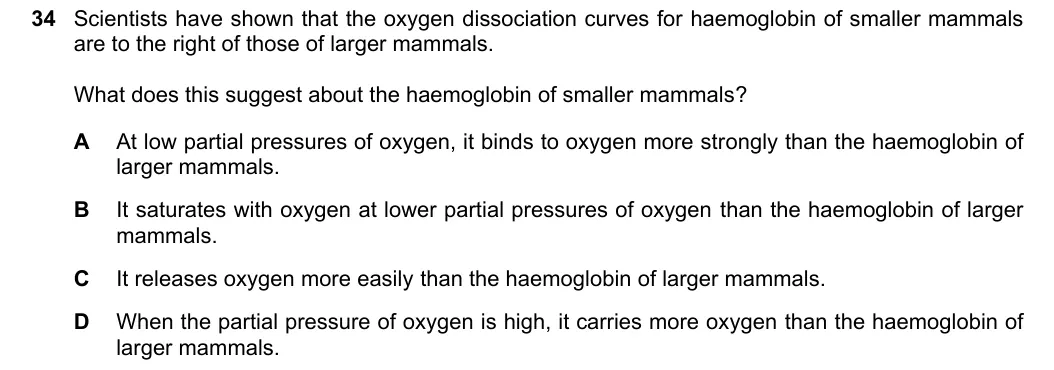 34 Scientists have shown that the oxygen dissociation curves for haemoglobin of smaller mammals
are to the right of those of larger mammals.
What does this suggest about the haemoglobin of smaller mammals?
A At low partial pressures of oxygen, it binds to oxygen more strongly than the haemoglobin of
larger mammals.
B It saturates with oxygen at lower partial pressures of oxygen than the haemoglobin of larger
mammals.
C It releases oxygen more easily than the haemoglobin of larger mammals.
D When the partial pressure of oxygen is high, it carries more oxygen than the haemoglobin of
larger mammals.